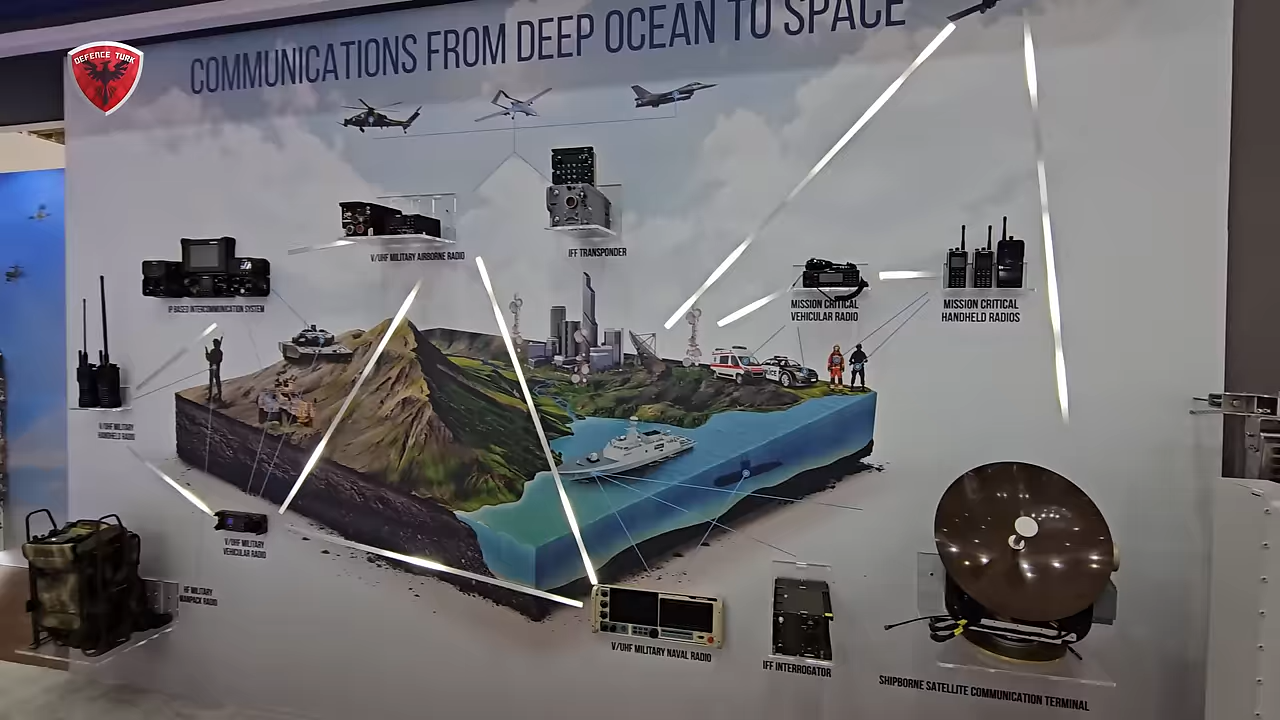 COMMUNICATIONS FROM DEEP OCEAN TO SPACE
DEFENCE TURK
V/UHF MILITARY AIRBORNE RADIO
IFF TRANSPONDER
IP BASED INTERCOMMUNICATION SYSTEM
MISSION CRITICAL
VEHICULAR RADIO
MISSION CRITICAL
HANDHELD RADIOS
POLICE
V/UHF MILITARY
HANDHELD RADIO
V/UHF MILITARY
VEHICULAR RADIO
HF MILITARY
MANPACK RADIO
V/UHF MILITARY NAVAL RADIO
IFF INTERROGATOR
SHIPBORNE SATELLITE COMMUNICATION TERMINAL